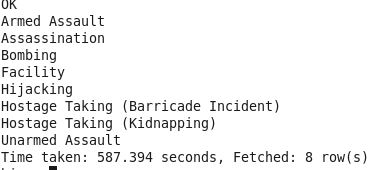 OK
Armed Assault
Assassination
Bombing
Facility
Hijacking
Hostage Taking (Barricade Incident)
Hostage Taking (Kidnapping)
Unarmed Assault
Time taken: 587.394 seconds, Fetched: 8 row(s)